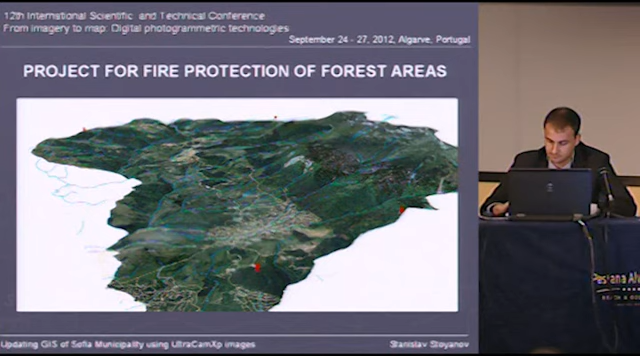 12th International Scientific and Technical Conference
From imagery to map: Digital photogrammetric technologies
September 24 - 27, 2012, Algarve, Portugal
PROJECT FOR FIRE PROTECTION OF FOREST AREAS
Updating GIS of Sofia Municipality using UltraCamXp images
Stanislav Stoyanov